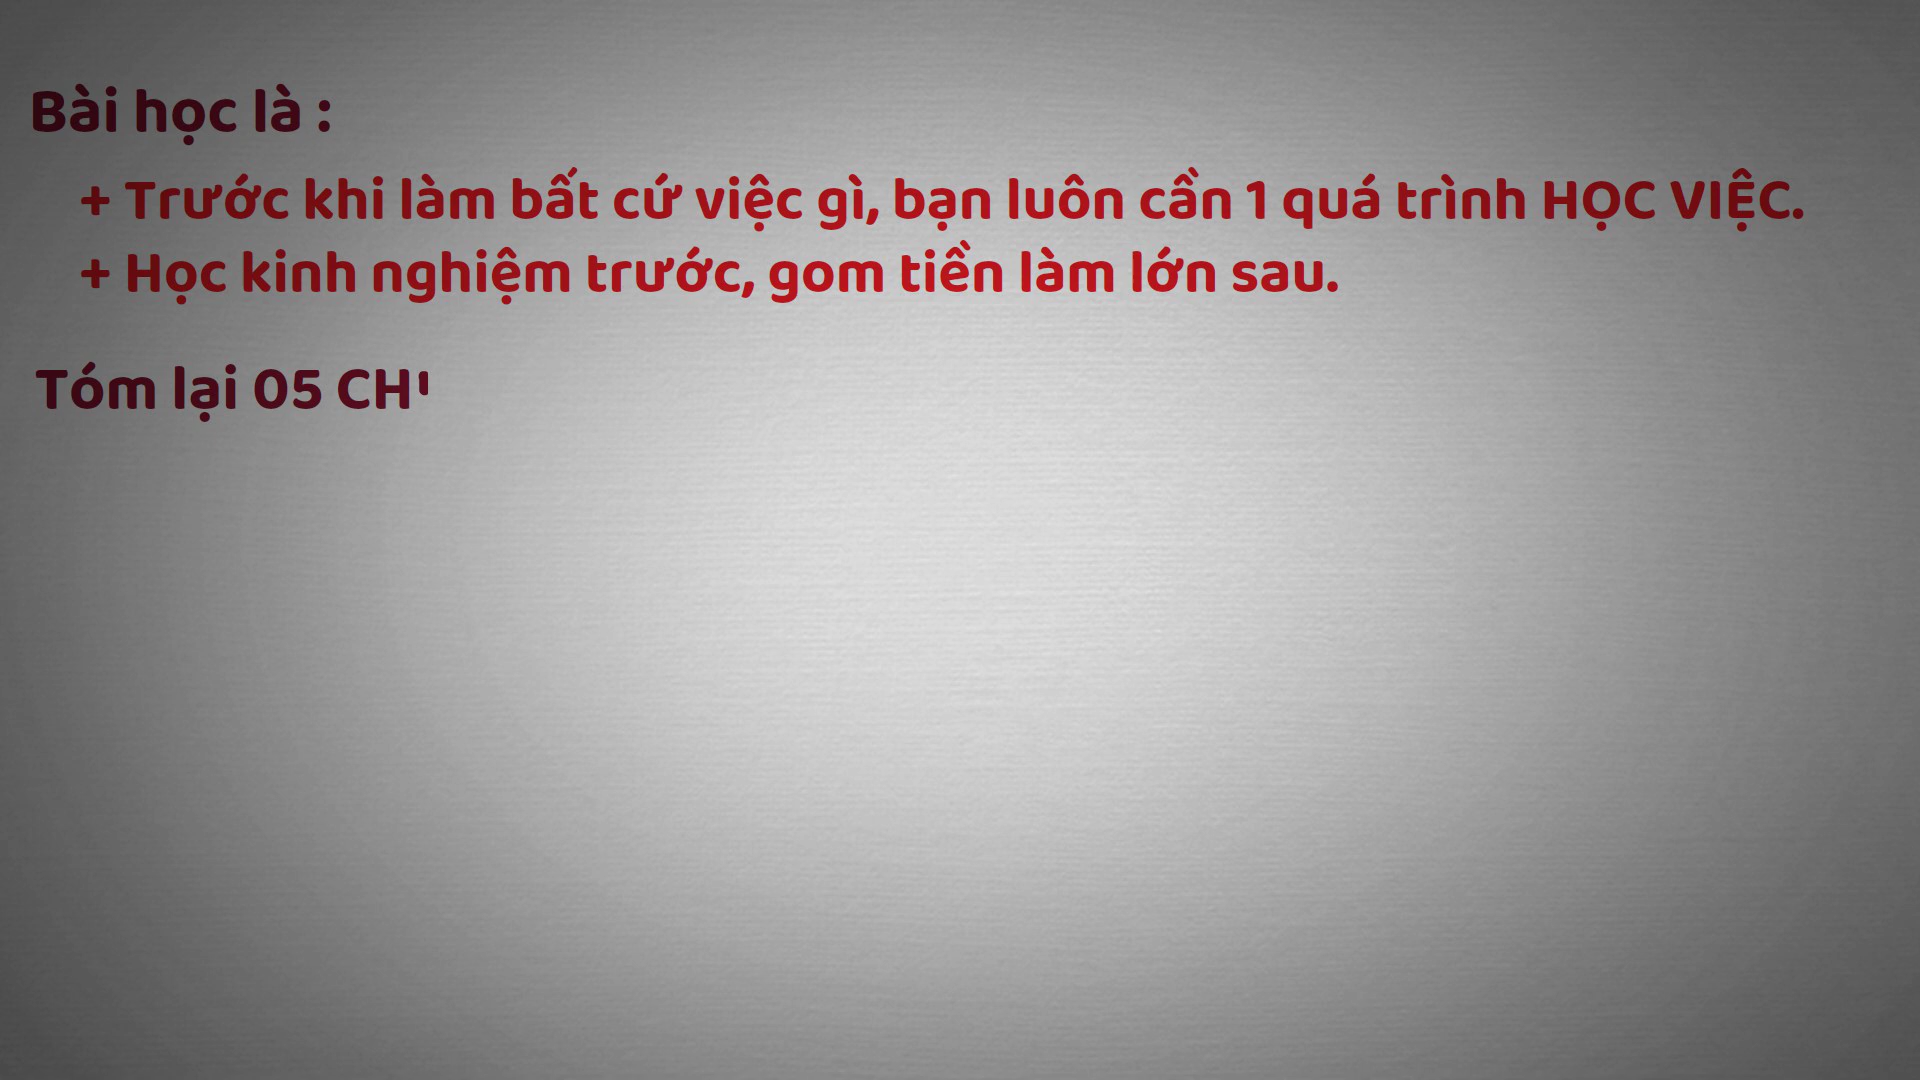 Bài học là :
+ Trước khi làm bất cứ việc gì, bạn luôn cần 1 quá trình HỌC VIỆC.
+ Học kinh nghiệm trước, gom tiền làm lớn sau.
Tóm lại 05